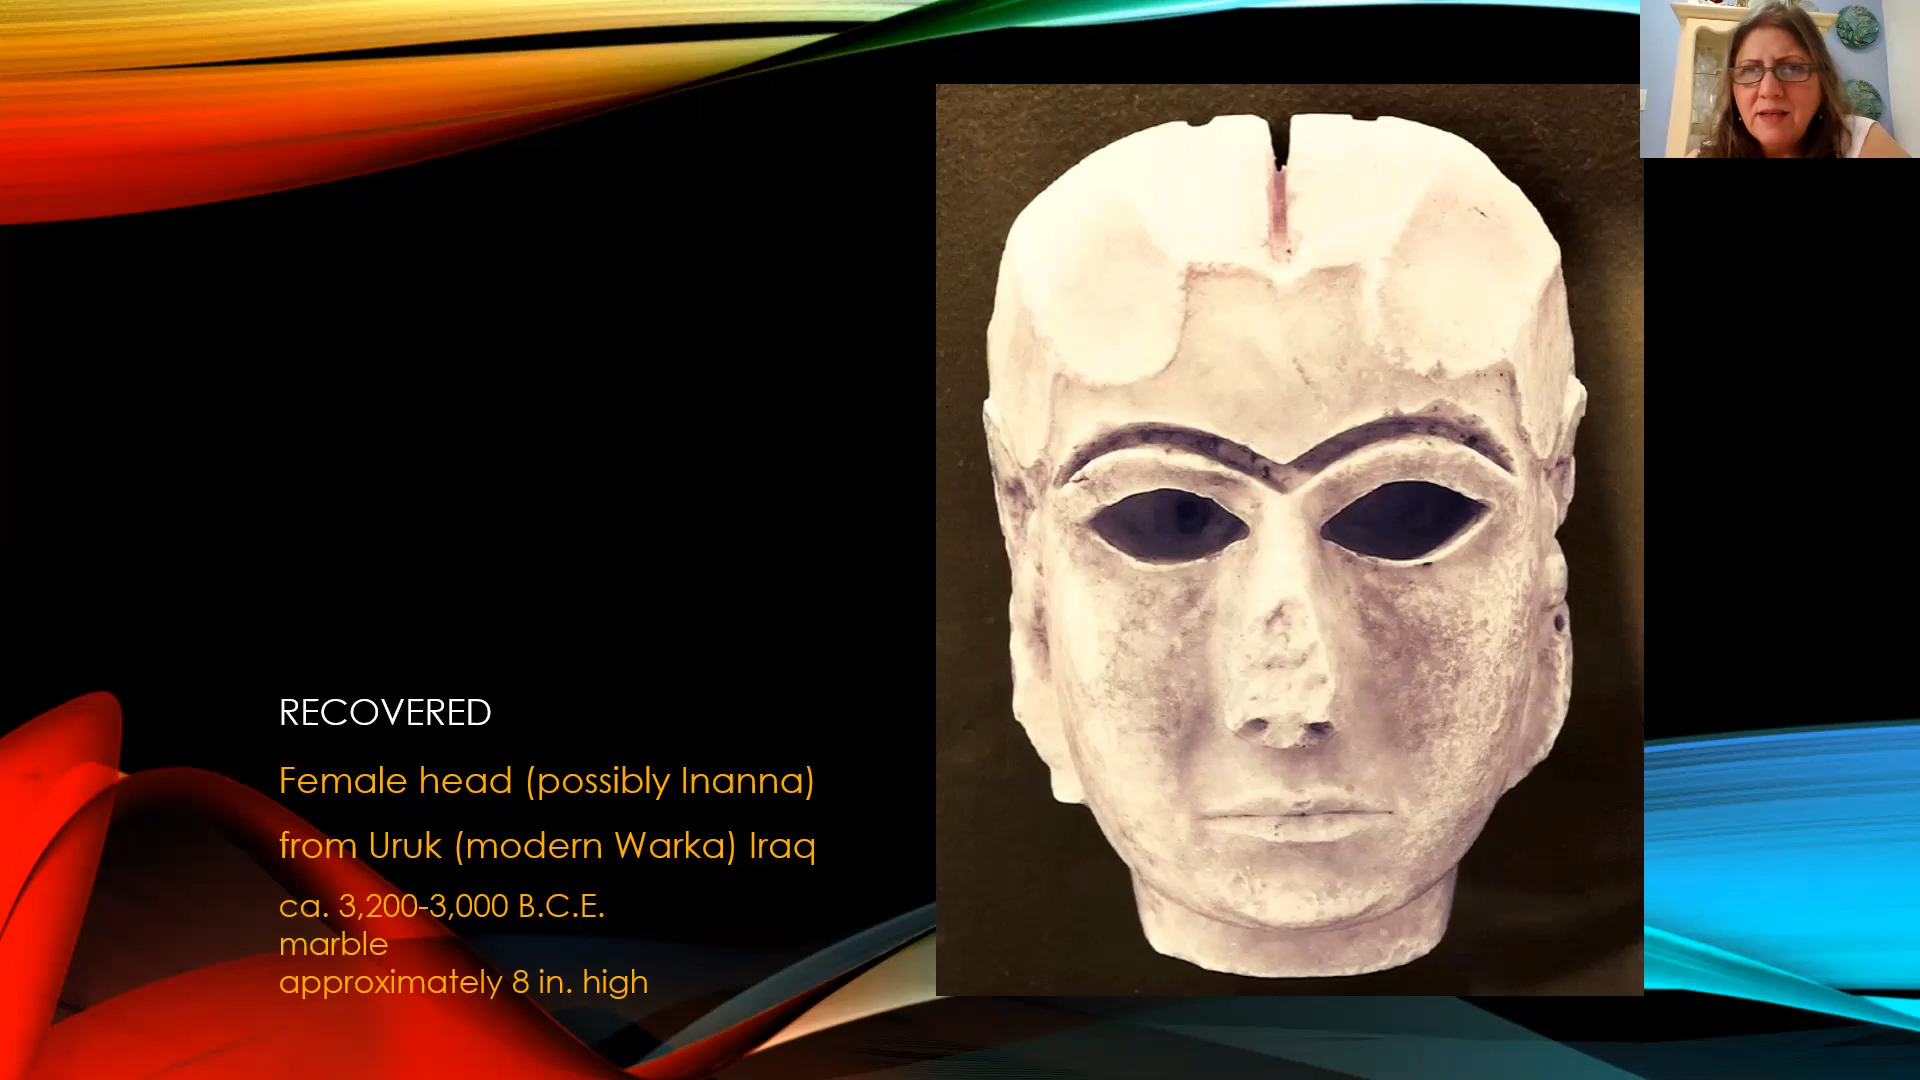 RECOVERED
Female head (possibly Inanna)
from Uruk (modern Warka) Iraq
ca. 3,200-3,000 B.C.E.
marble
approximately 8 in. high